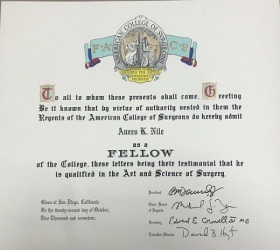 AMERICAN COLLEGE OF SURGEONS
F A C S
To all to whom these presents shall come, Greeting
Be it known that by virtue of authority vested in them the
Regents of the American College of Surgeons do hereby admit
Anees K. Nile
as a
FELLOW
of the College, these letters being their testimonial that he
is qualified in the Art and Science of Surgery.
Given at San Diego, California
On the twenty-second day of October,
Two thousand and seventeen.
President
Chair, Board
of Regents
Secretary
Executive Director
David B. Hoyt